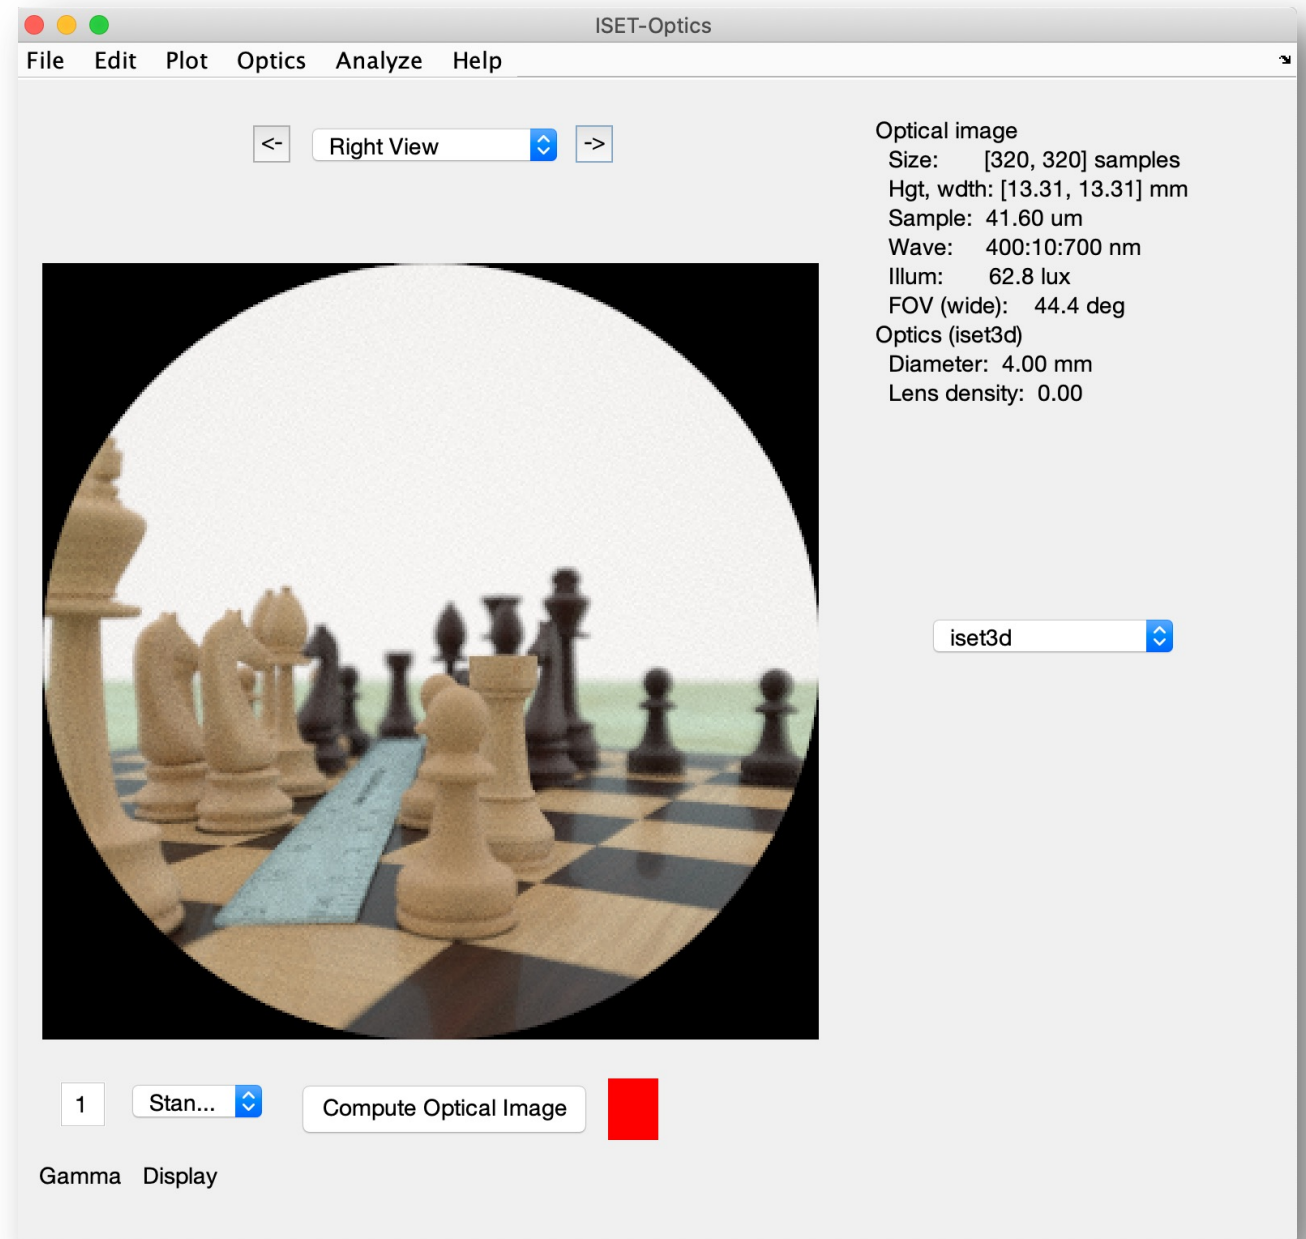 ISET-Optics
File Edit Plot Optics Analyze Help
<- Right View ->
Optical image
Size: [320, 320] samples
Hgt, wdth: [13.31, 13.31] mm
Sample: 41.60 um
Wave: 400:10:700 nm
Illum: 62.8 lux
FOV (wide): 44.4 deg
Optics (iset3d)
Diameter: 4.00 mm
Lens density: 0.00
iset3d
1 Stan... Compute Optical Image
Gamma Display